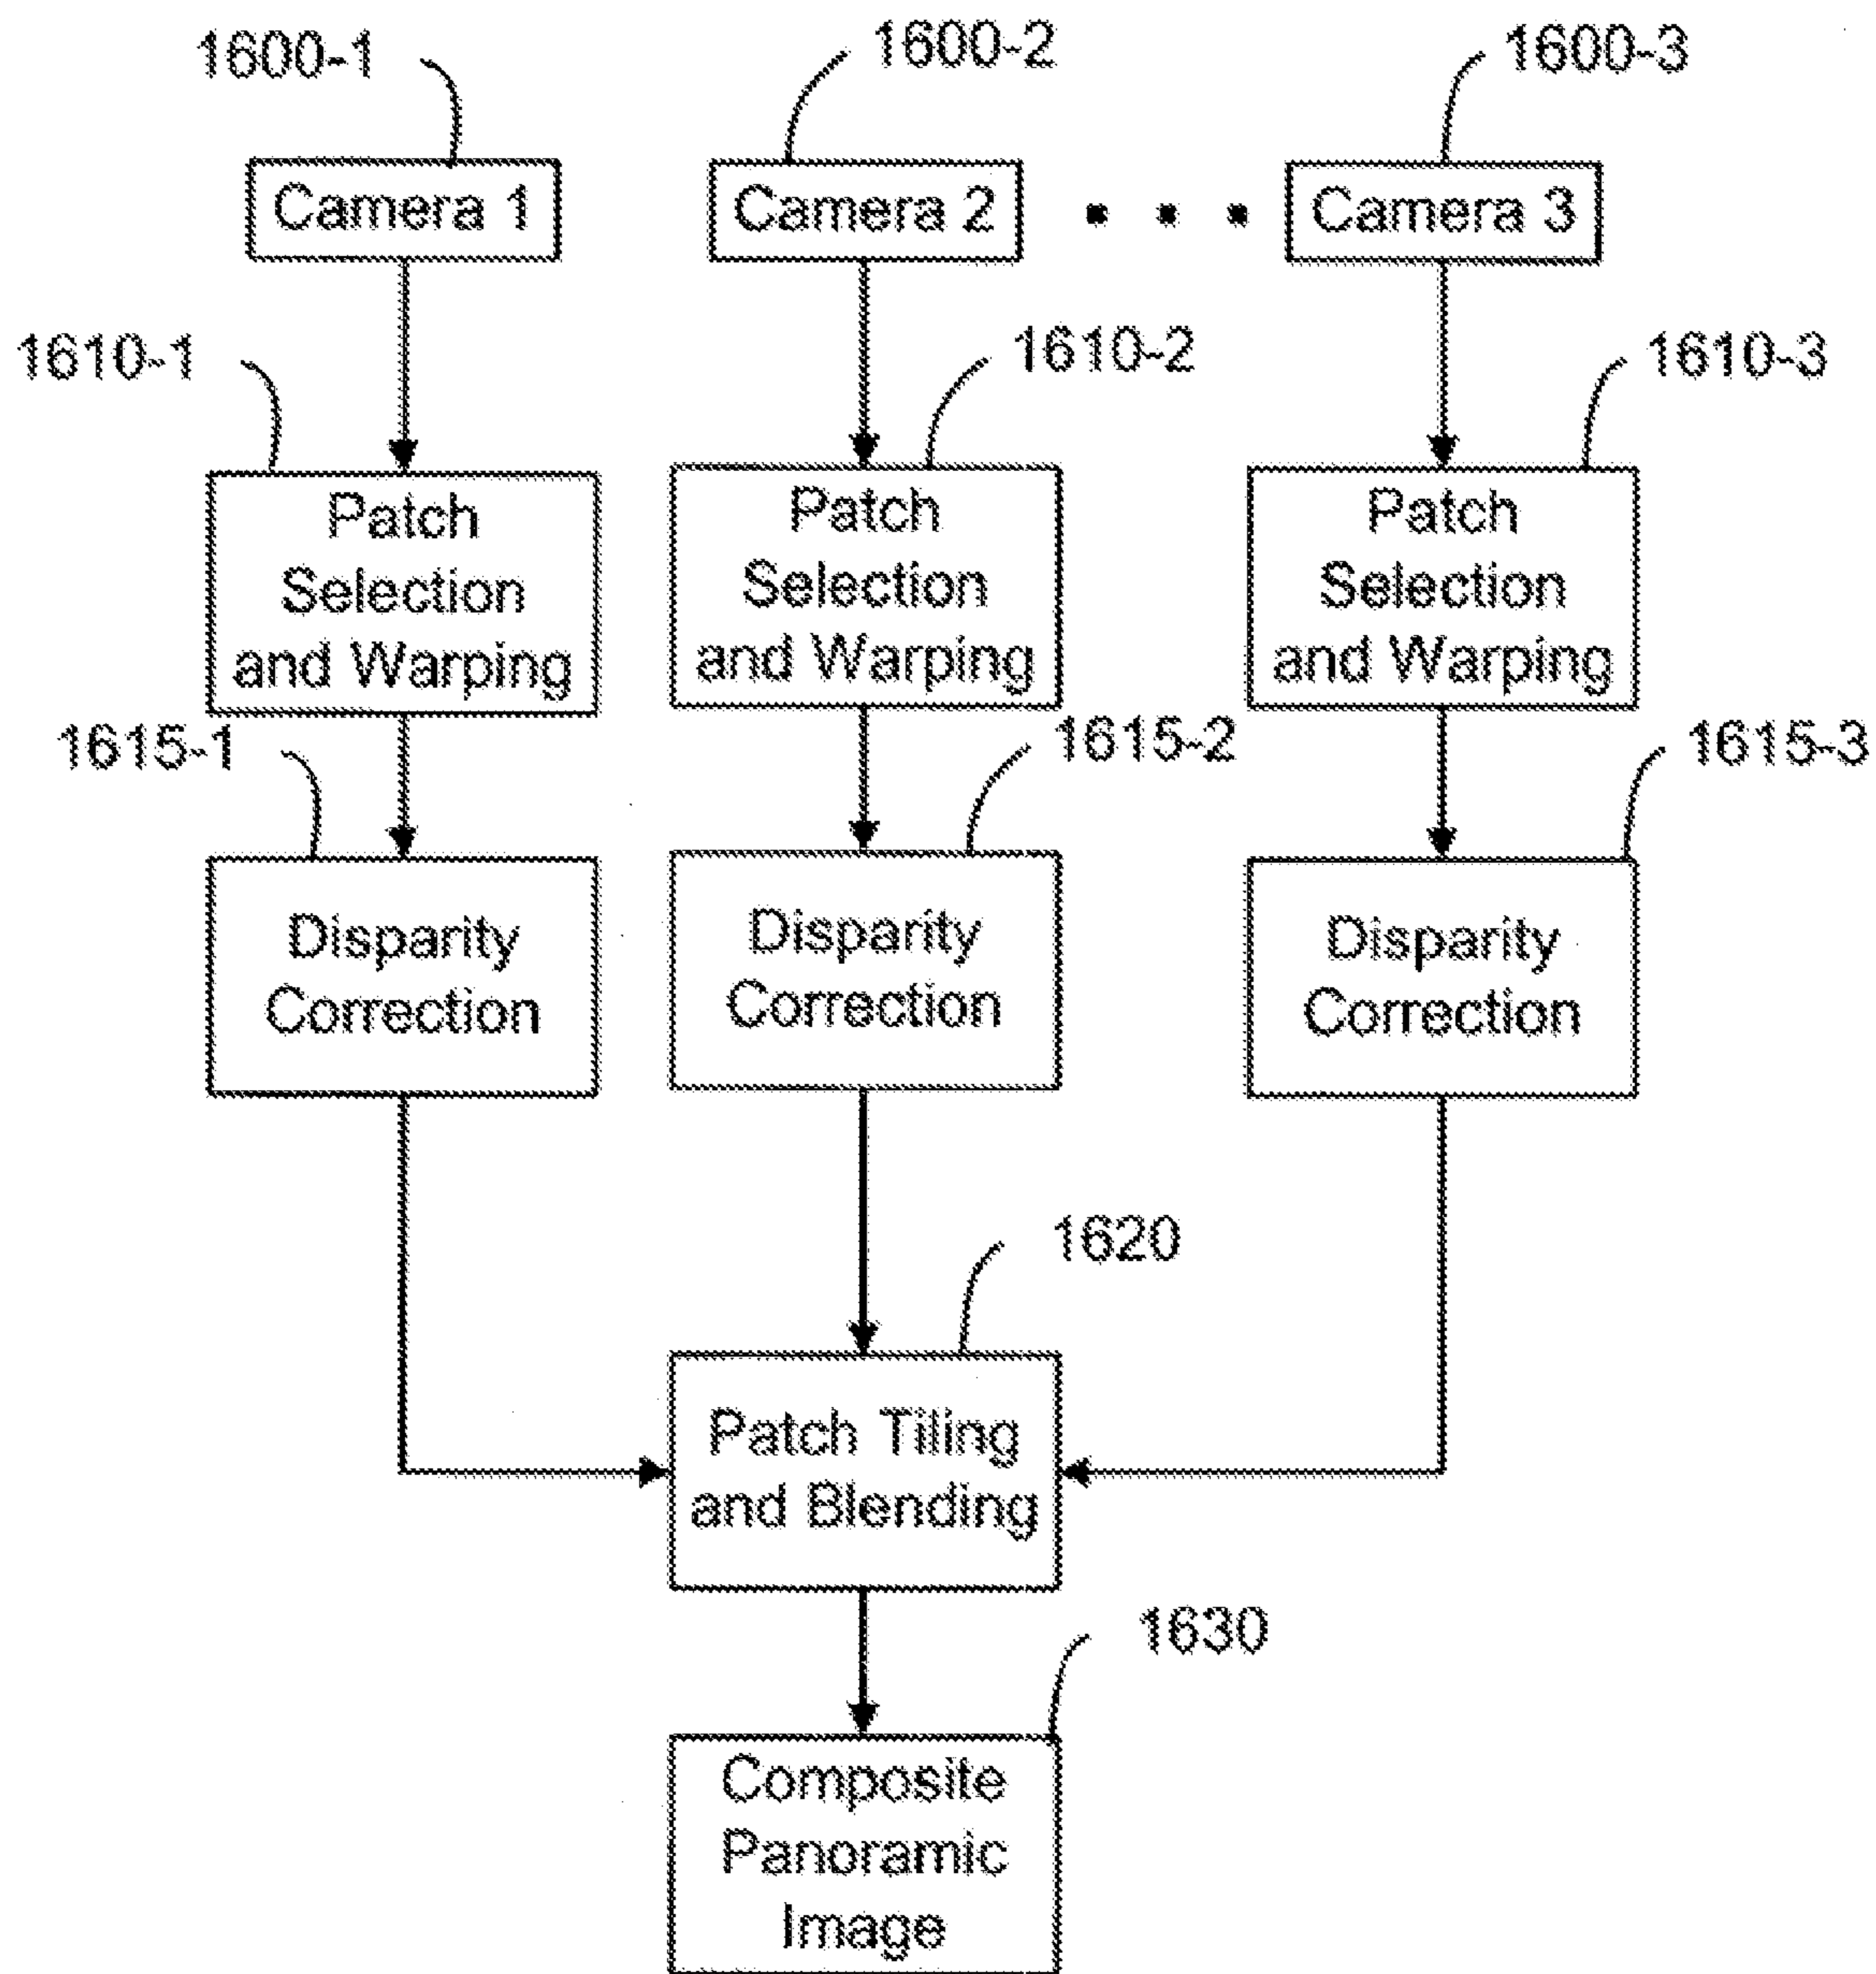 1600-1
1600-2
1600-3
Camera 1
Camera 2
Camera 3
1610-1
1610-2
1610-3
Patch
Selection
and Warping
Patch
Selection
and Warping
Patch
Selection
and Warping
1615-1
1615-2
1615-3
Disparity
Correction
Disparity
Correction
Disparity
Correction
1620
Patch Tiling
and Blending
1630
Composite
Panoramic
Image